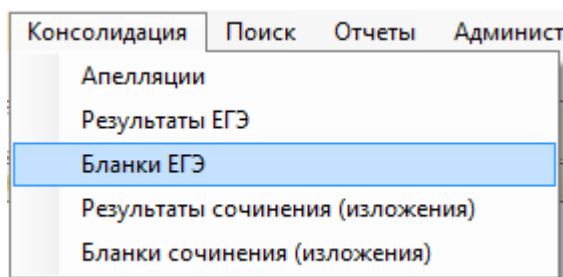 Консолидация Поиск Отчеты Админист
Апелляции
Результаты ЕГЭ
Бланки ЕГЭ
Результаты сочинения (изложения)
Бланки сочинения (изложения)